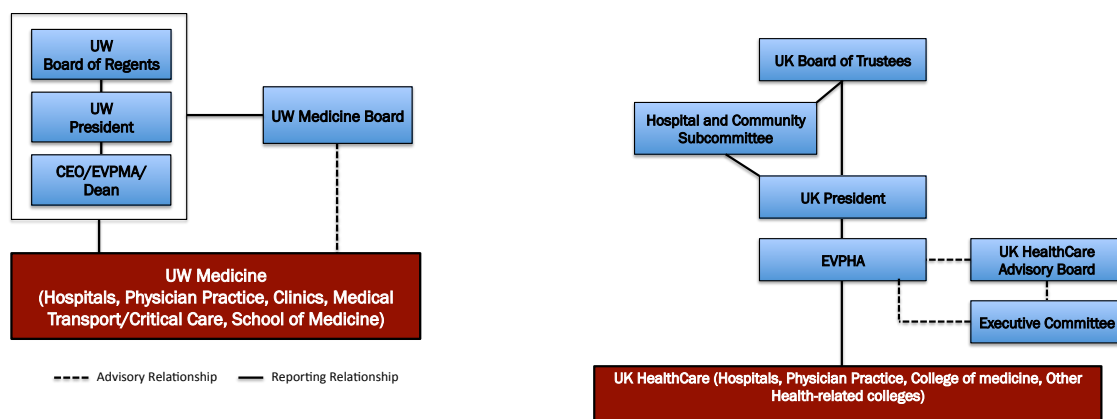 UW
Board of Regents
UW
President
CEO/EVPMA/
Dean
UW Medicine Board
UW Medicine
(Hospitals, Physician Practice, Clinics, Medical
Transport/Critical Care, School of Medicine)
Advisory Relationship
Reporting Relationship
UK Board of Trustees
Hospital and Community
Subcommittee
UK President
EVPHA
UK HealthCare
Advisory Board
Executive Committee
UK HealthCare (Hospitals, Physician Practice, College of medicine, Other
Health-related colleges)